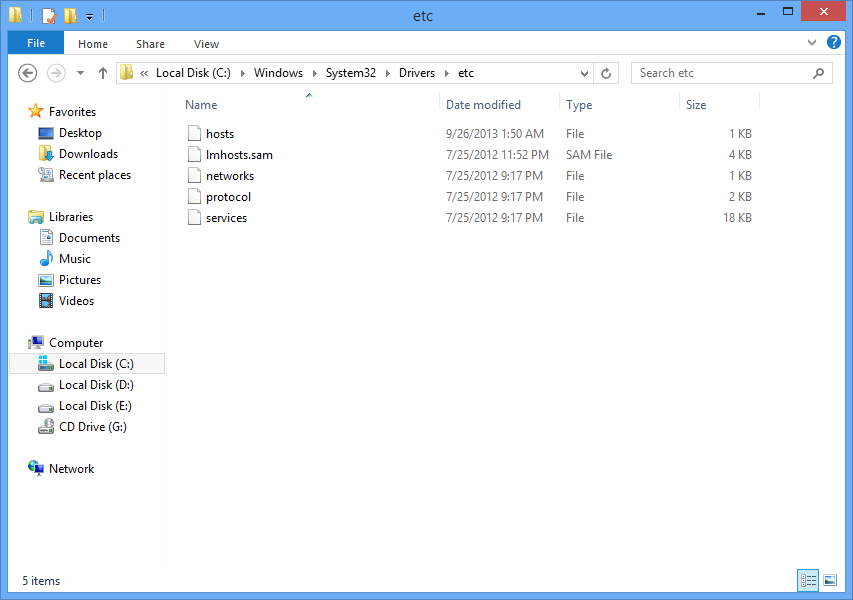 etc
File Home Share View
« Local Disk (C:) Windows System32 Drivers etc Search etc
Name Date modified Type Size
Favorites
Desktop
Downloads
Recent places
Libraries
Documents
Music
Pictures
Videos
Computer
Local Disk (C:)
Local Disk (D:)
Local Disk (E:)
CD Drive (G:)
Network
hosts 9/26/2013 1:50 AM File 1 KB
lmhosts.sam 7/25/2012 11:52 PM SAM File 4 KB
networks 7/25/2012 9:17 PM File 1 KB
protocol 7/25/2012 9:17 PM File 2 KB
services 7/25/2012 9:17 PM File 18 KB
5 items